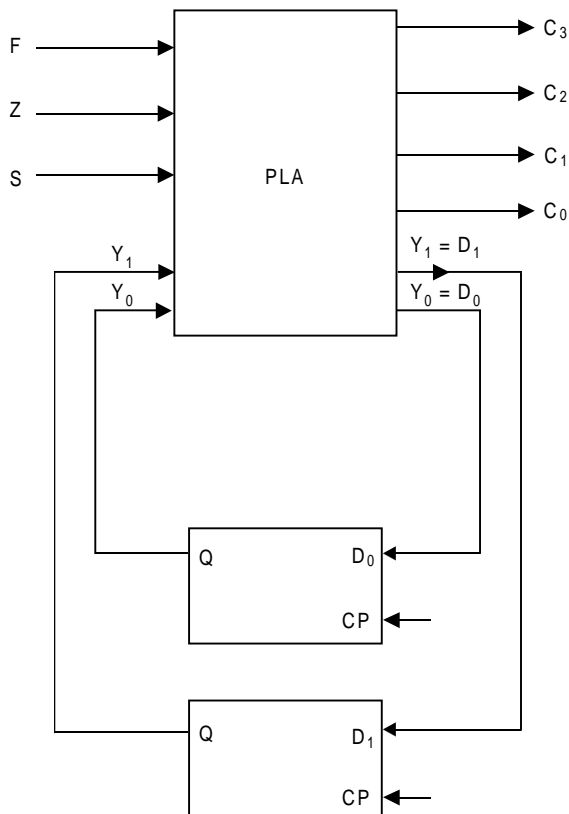 F
Z
S
Y₁
Y₀
PLA
C₃
C₂
C₁
C₀
Y₁ = D₁
Y₀ = D₀
Q
D₀
CP
Q
D₁
CP